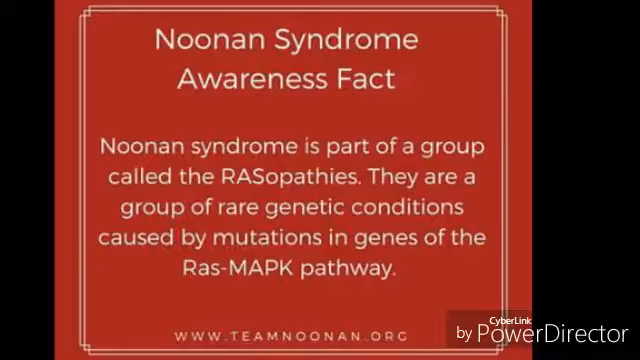 Noonan Syndrome
Awareness Fact
Noonan syndrome is part of a group
called the RASopathies. They are a
group of rare genetic conditions
caused by mutations in genes of the
Ras-MAPK pathway.
WWW.TEAMNOONAN.ORG
CyberLink
by PowerDirector